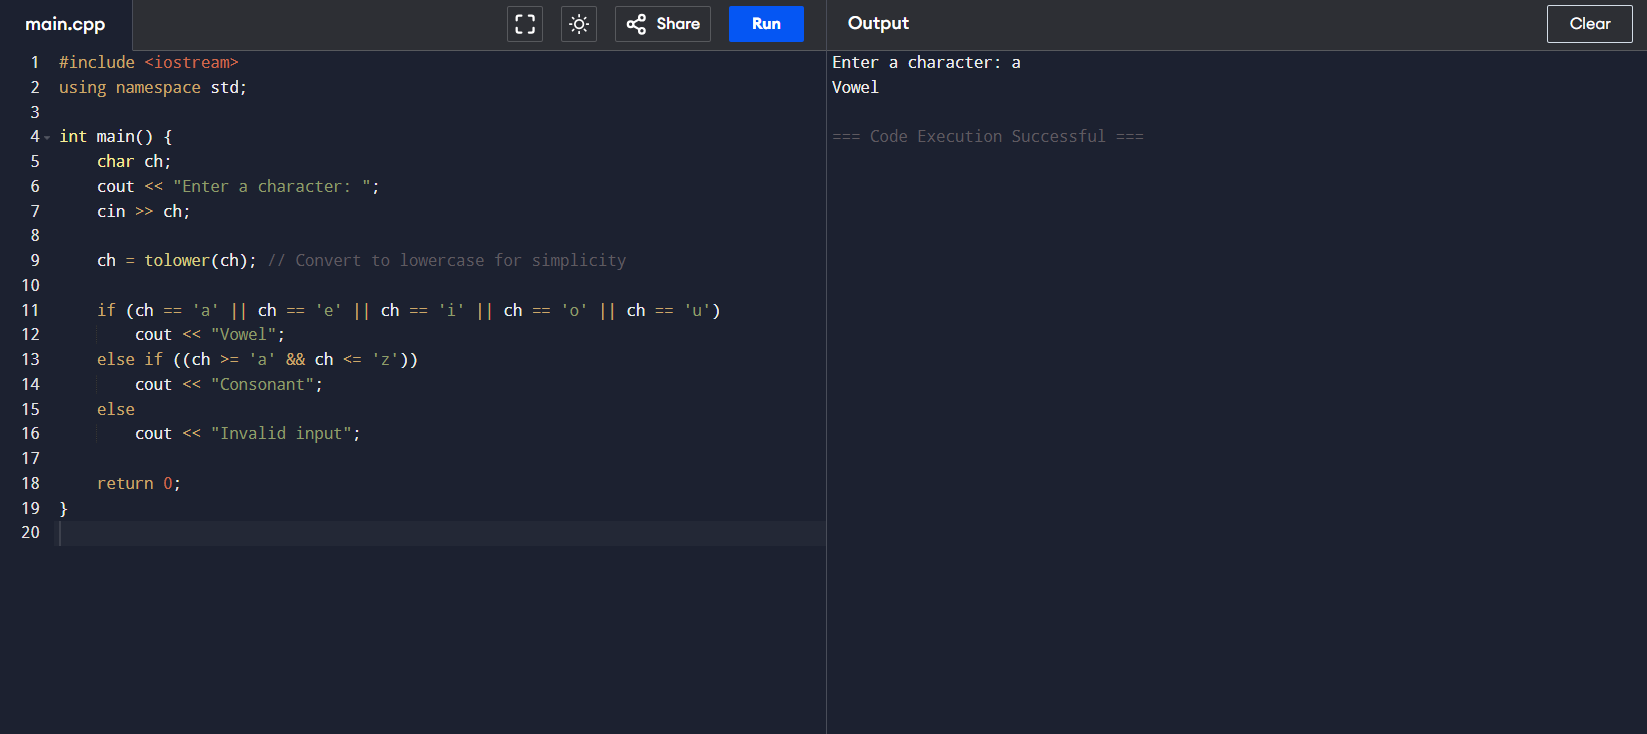 main.cpp
Share
Run
Output
Clear
1 #include <iostream>
2 using namespace std;
3
4 int main() {
5     char ch;
6     cout << "Enter a character: ";
7     cin >> ch;
8
9     ch = tolower(ch); // Convert to lowercase for simplicity
10
11     if (ch == 'a' || ch == 'e' || ch == 'i' || ch == 'o' || ch == 'u')
12         cout << "Vowel";
13     else if ((ch >= 'a' && ch <= 'z'))
14         cout << "Consonant";
15     else
16         cout << "Invalid input";
17
18     return 0;
19 }
20
Enter a character: a
Vowel
=== Code Execution Successful ===